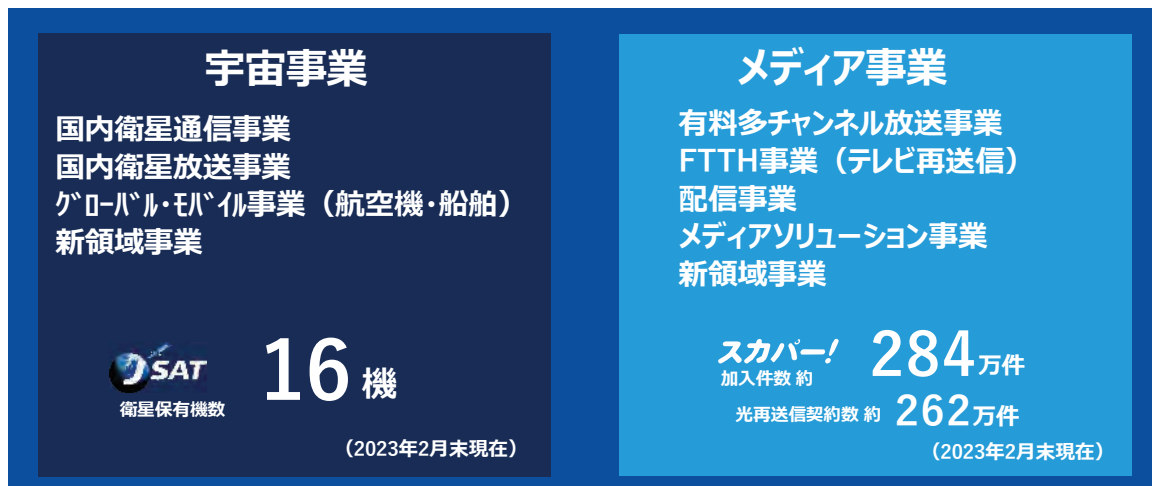 宇宙事業
国内衛星通信事業
国内衛星放送事業
ｸﾞﾛｰﾊﾞﾙ・ﾓﾊﾞｲﾙ事業（航空機・船舶）
新領域事業
JSAT 16機
衛星保有機数
（2023年2月末現在）
メディア事業
有料多チャンネル放送事業
FTTH事業（テレビ再送信）
配信事業
メディアソリューション事業
新領域事業
スカパー! 284万件
加入件数 約
光再送信契約数 約 262万件
（2023年2月末現在）